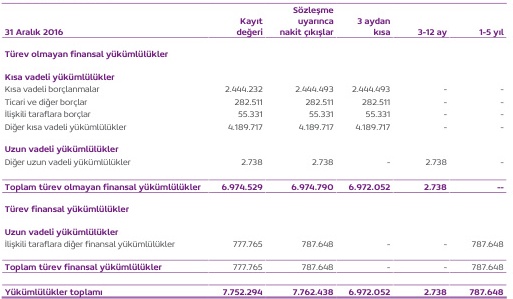 31 Aralık 2016 Kayıt değeri Sözleşme uyarınca nakit çıkışlar 3 aydan kısa 3-12 ay 1-5 yıl
Türev olmayan finansal yükümlülükler
Kısa vadeli yükümlülükler
Kısa vadeli borçlanmalar 2.444.232 2.444.493 2.444.493 - -
Ticari ve diğer borçlar 282.511 282.511 282.511 - -
İlişkili taraflara borçlar 55.331 55.331 55.331 - -
Diğer kısa vadeli yükümlülükler 4.189.717 4.189.717 4.189.717 - -
Uzun vadeli yükümlülükler
Diğer uzun vadeli yükümlülükler 2.738 2.738 - 2.738 -
Toplam türev olmayan finansal yükümlülükler 6.974.529 6.974.790 6.972.052 2.738 --
Türev finansal yükümlülükler
Uzun vadeli yükümlülükler
İlişkili taraflara diğer finansal yükümlülükler 777.765 787.648 - - 787.648
Toplam türev finansal yükümlülükler 777.765 787.648 - - 787.648
Yükümlülükler toplamı 7.752.294 7.762.438 6.972.052 2.738 787.648